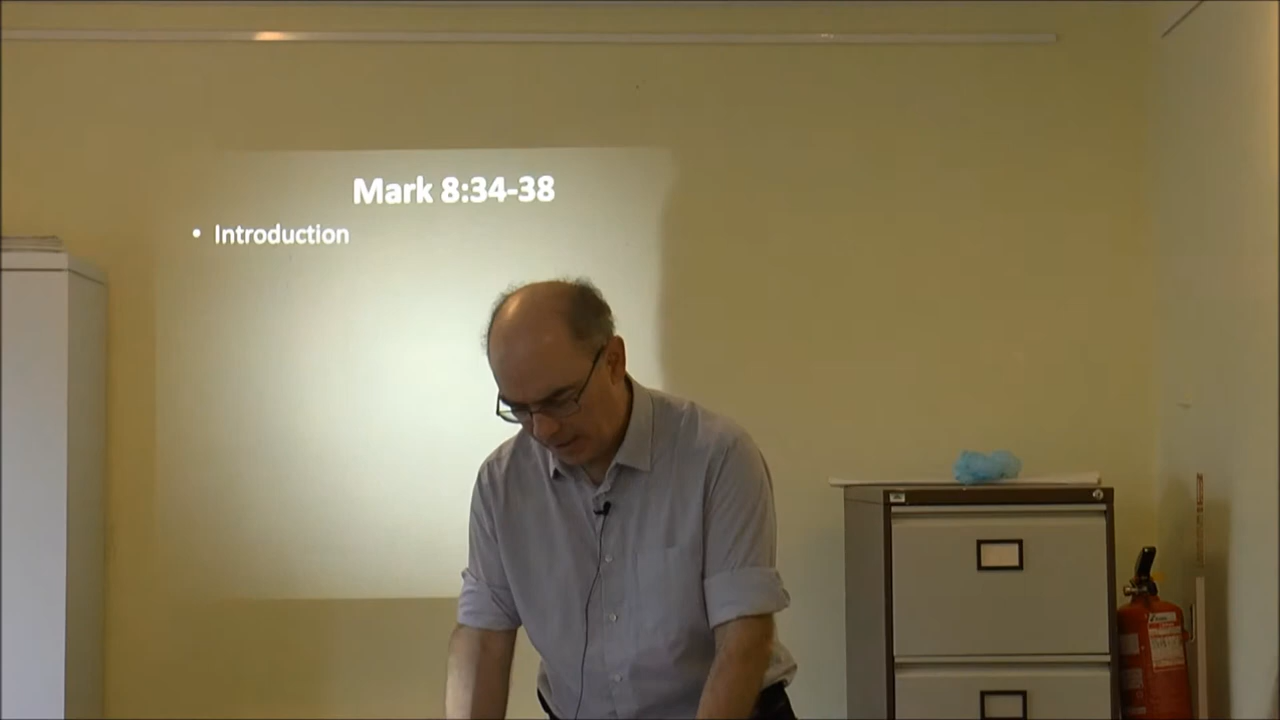 Mark 8:34-38
• Introduction